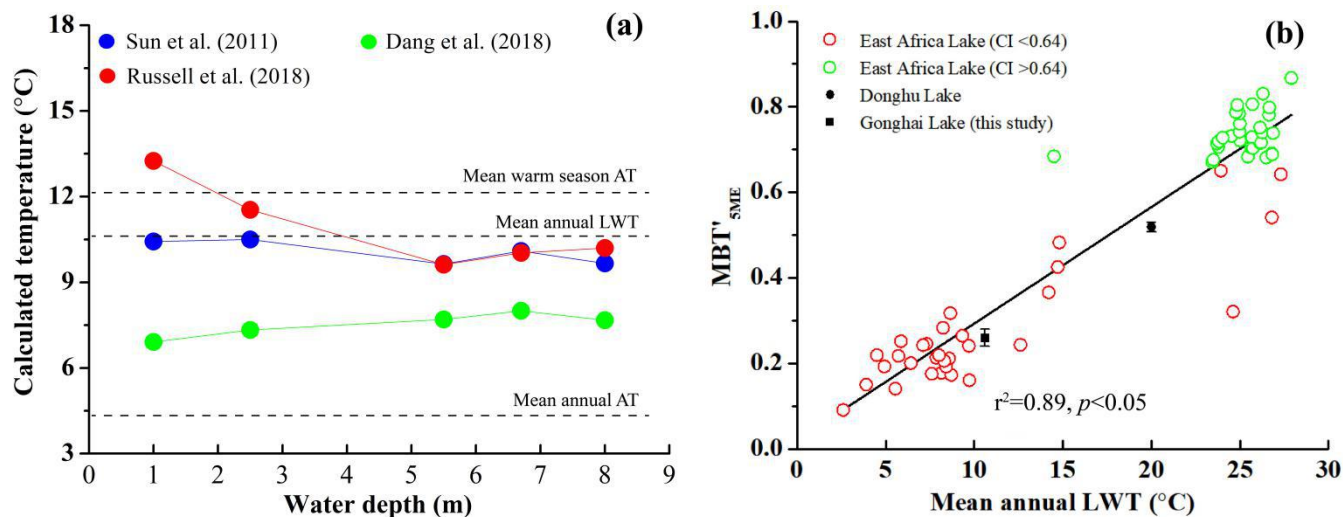 (a)
Sun et al. (2011)
Dang et al. (2018)
Russell et al. (2018)
Mean warm season AT
Mean annual LWT
Mean annual AT
Calculated temperature (°C)
18
15
12
9
6
3
0 1 2 3 4 5 6 7 8 9
Water depth (m)
(b)
East Africa Lake (CI <0.64)
East Africa Lake (CI >0.64)
Donghu Lake
Gonghai Lake (this study)
r²=0.89, p<0.05
MBT'5ME
1.0
0.8
0.6
0.4
0.2
0.0
0 5 10 15 20 25 30
Mean annual LWT (°C)